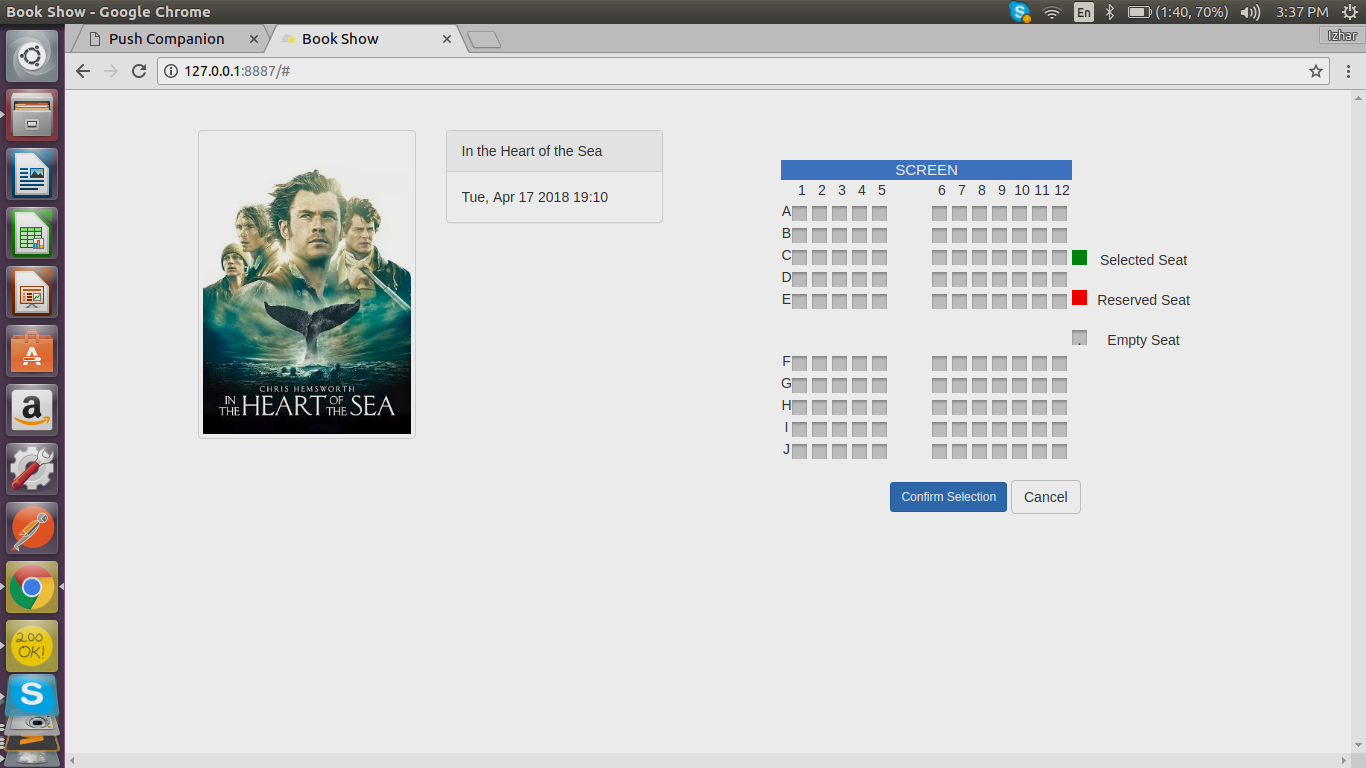 Book Show - Google Chrome
En
(1:40, 70%)
3:37 PM
Push Companion
Book Show
Izhar
127.0.0.1:8887/#
In the Heart of the Sea
Tue, Apr 17 2018 19:10
CHRIS HEMSWORTH
IN THE HEART OF THE SEA
SCREEN
1 2 3 4 5 6 7 8 9 10 11 12
A
B
C
D
E
F
G
H
I
J
Selected Seat
Reserved Seat
Empty Seat
Confirm Selection
Cancel
a
200
OK!
S